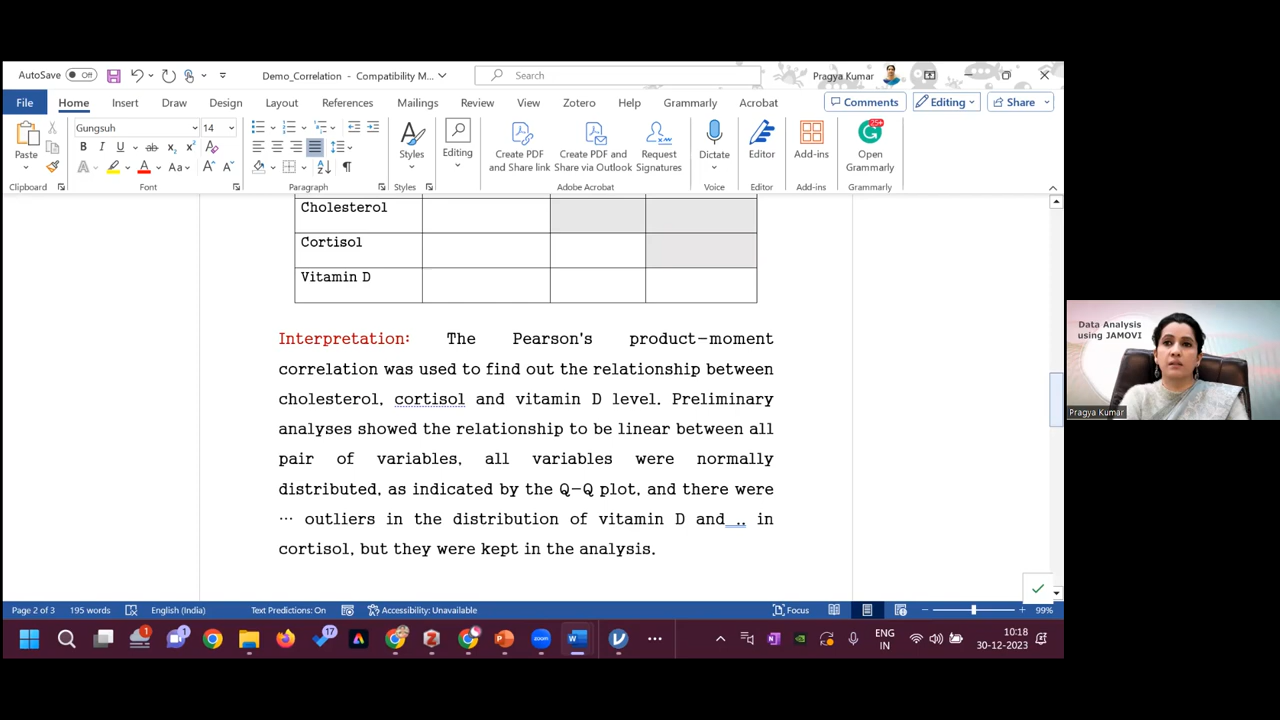 AutoSave Off Demo_Correlation - Compatibility M... Search Pragya Kumar
File Home Insert Draw Design Layout References Mailings Review View Zotero Help Grammarly Acrobat Comments Editing Share
Gungsuh 14
Paste Styles Editing Create PDF and Share link Create PDF and Share via Outlook Request Signatures Dictate Editor Add-ins Open Grammarly
Clipboard Font Paragraph Styles Adobe Acrobat Voice Editor Add-ins Grammarly
Cholesterol
Cortisol
Vitamin D
Interpretation: The Pearson's product-moment
correlation was used to find out the relationship between
cholesterol, cortisol and vitamin D level. Preliminary
analyses showed the relationship to be linear between all
pair of variables, all variables were normally
distributed, as indicated by the Q-Q plot, and there were
… outliers in the distribution of vitamin D and .. in
cortisol, but they were kept in the analysis.
Data Analysis
using JAMOVI
Pragya Kumar
Page 2 of 3 195 words English (India) Text Predictions: On Accessibility: Unavailable Focus 99%
ENG
IN
10:18
30-12-2023